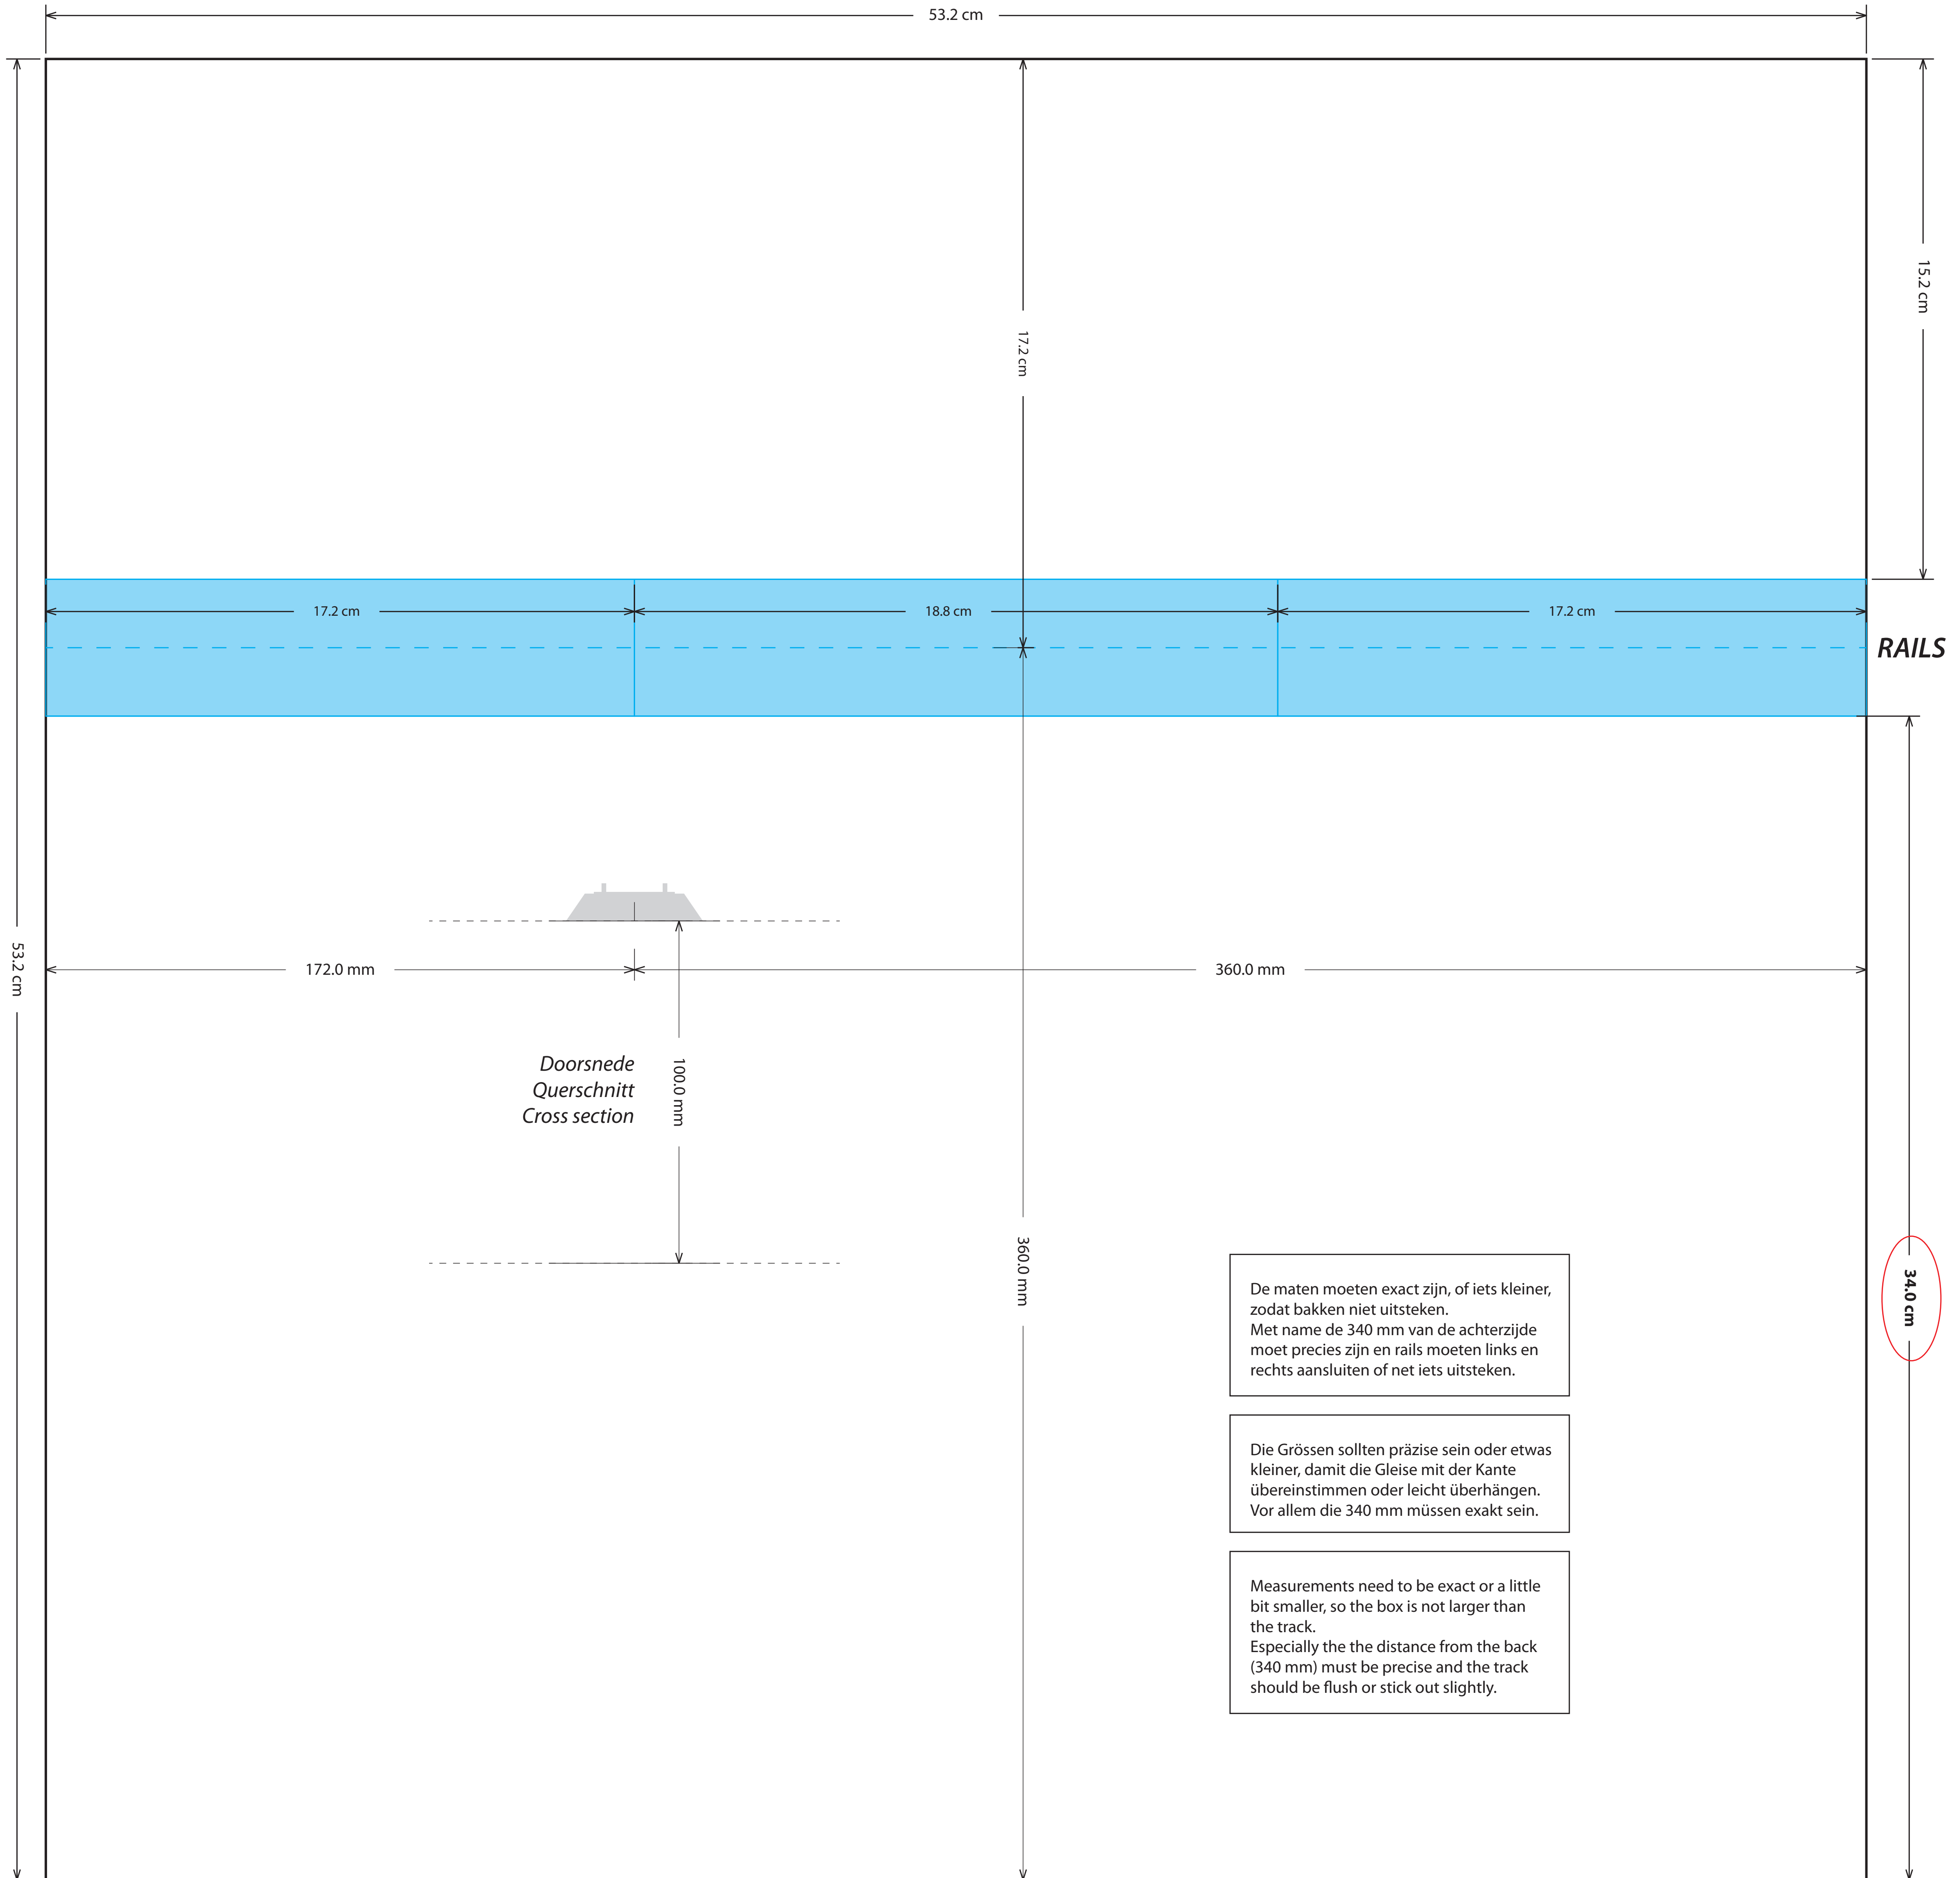 53.2 cm
15.2 cm
17.2 cm
17.2 cm
18.8 cm
17.2 cm
RAILS
53.2 cm
172.0 mm
360.0 mm
Doorsnede
Querschnitt
Cross section
100.0 mm
360.0 mm
34.0 cm
De maten moeten exact zijn, of iets kleiner,
zodat bakken niet uitsteken.
Met name de 340 mm van de achterzijde
moet precies zijn en rails moeten links en
rechts aansluiten of net iets uitsteken.
Die Grössen sollten präzise sein oder etwas
kleiner, damit die Gleise mit der Kante
übereinstimmen oder leicht überhängen.
Vor allem die 340 mm müssen exakt sein.
Measurements need to be exact or a little
bit smaller, so the box is not larger than
the track.
Especially the the distance from the back
(340 mm) must be precise and the track
should be flush or stick out slightly.